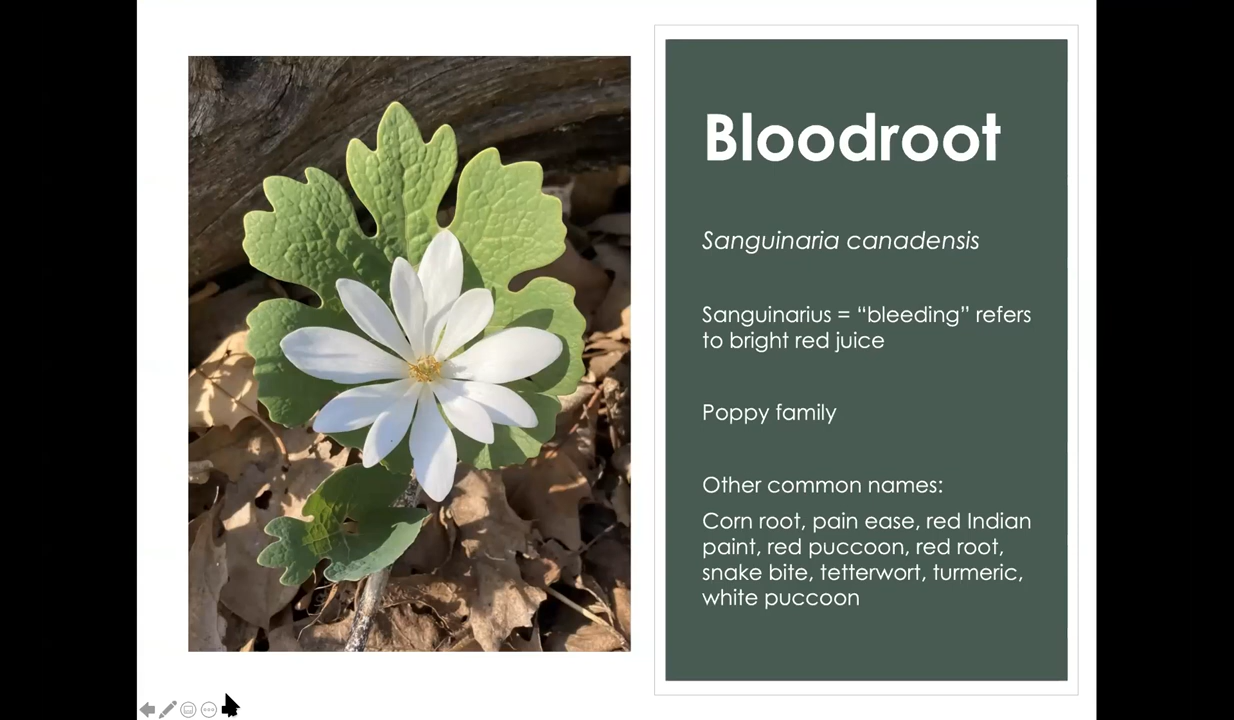 Bloodroot
Sanguinaria canadensis
Sanguinarius = “bleeding” refers
to bright red juice
Poppy family
Other common names:
Corn root, pain ease, red Indian
paint, red puccoon, red root,
snake bite, tetterwort, turmeric,
white puccoon